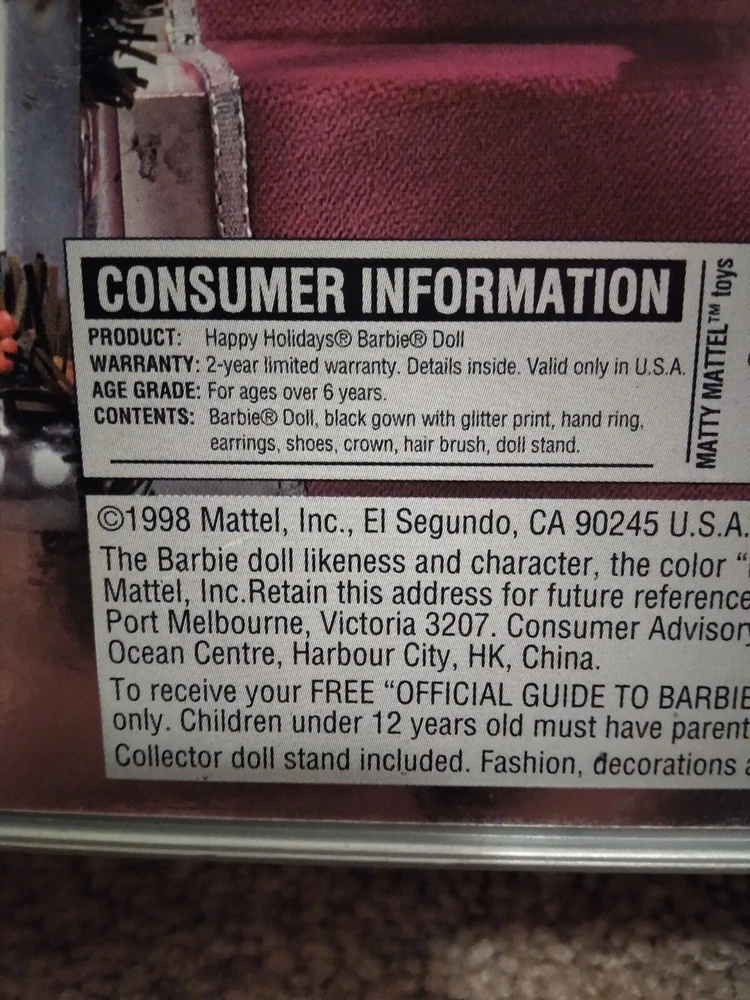 CONSUMER INFORMATION
PRODUCT: Happy Holidays® Barbie® Doll
WARRANTY: 2-year limited warranty. Details inside. Valid only in U.S.A.
AGE GRADE: For ages over 6 years.
CONTENTS: Barbie® Doll, black gown with glitter print, hand ring,
earrings, shoes, crown, hair brush, doll stand.
MATTY MATTEL™ toys
©1998 Mattel, Inc., El Segundo, CA 90245 U.S.A.
The Barbie doll likeness and character, the color "
Mattel, Inc.Retain this address for future reference
Port Melbourne, Victoria 3207. Consumer Advisory
Ocean Centre, Harbour City, HK, China.
To receive your FREE "OFFICIAL GUIDE TO BARBIE
only. Children under 12 years old must have parent
Collector doll stand included. Fashion, decorations a